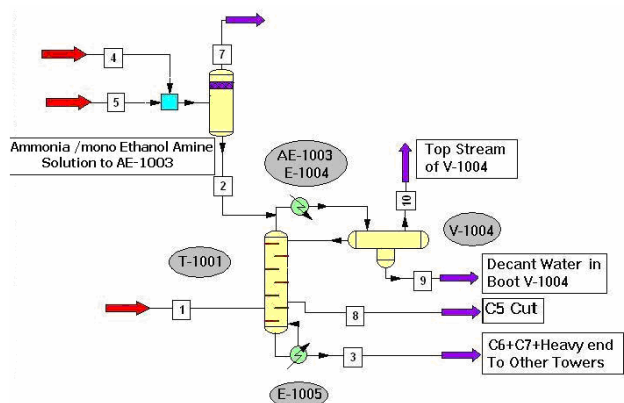 7
4
5
Ammonia /mono Ethanol Amine
Solution to AE-1003
2
AE-1003
E-1004
Top Stream
of V-1004
10
V-1004
T-1001
Decant Water in
Boot V-1004
9
1
8
C5 Cut
3
C6+C7+Heavy end
To Other Towers
E-1005